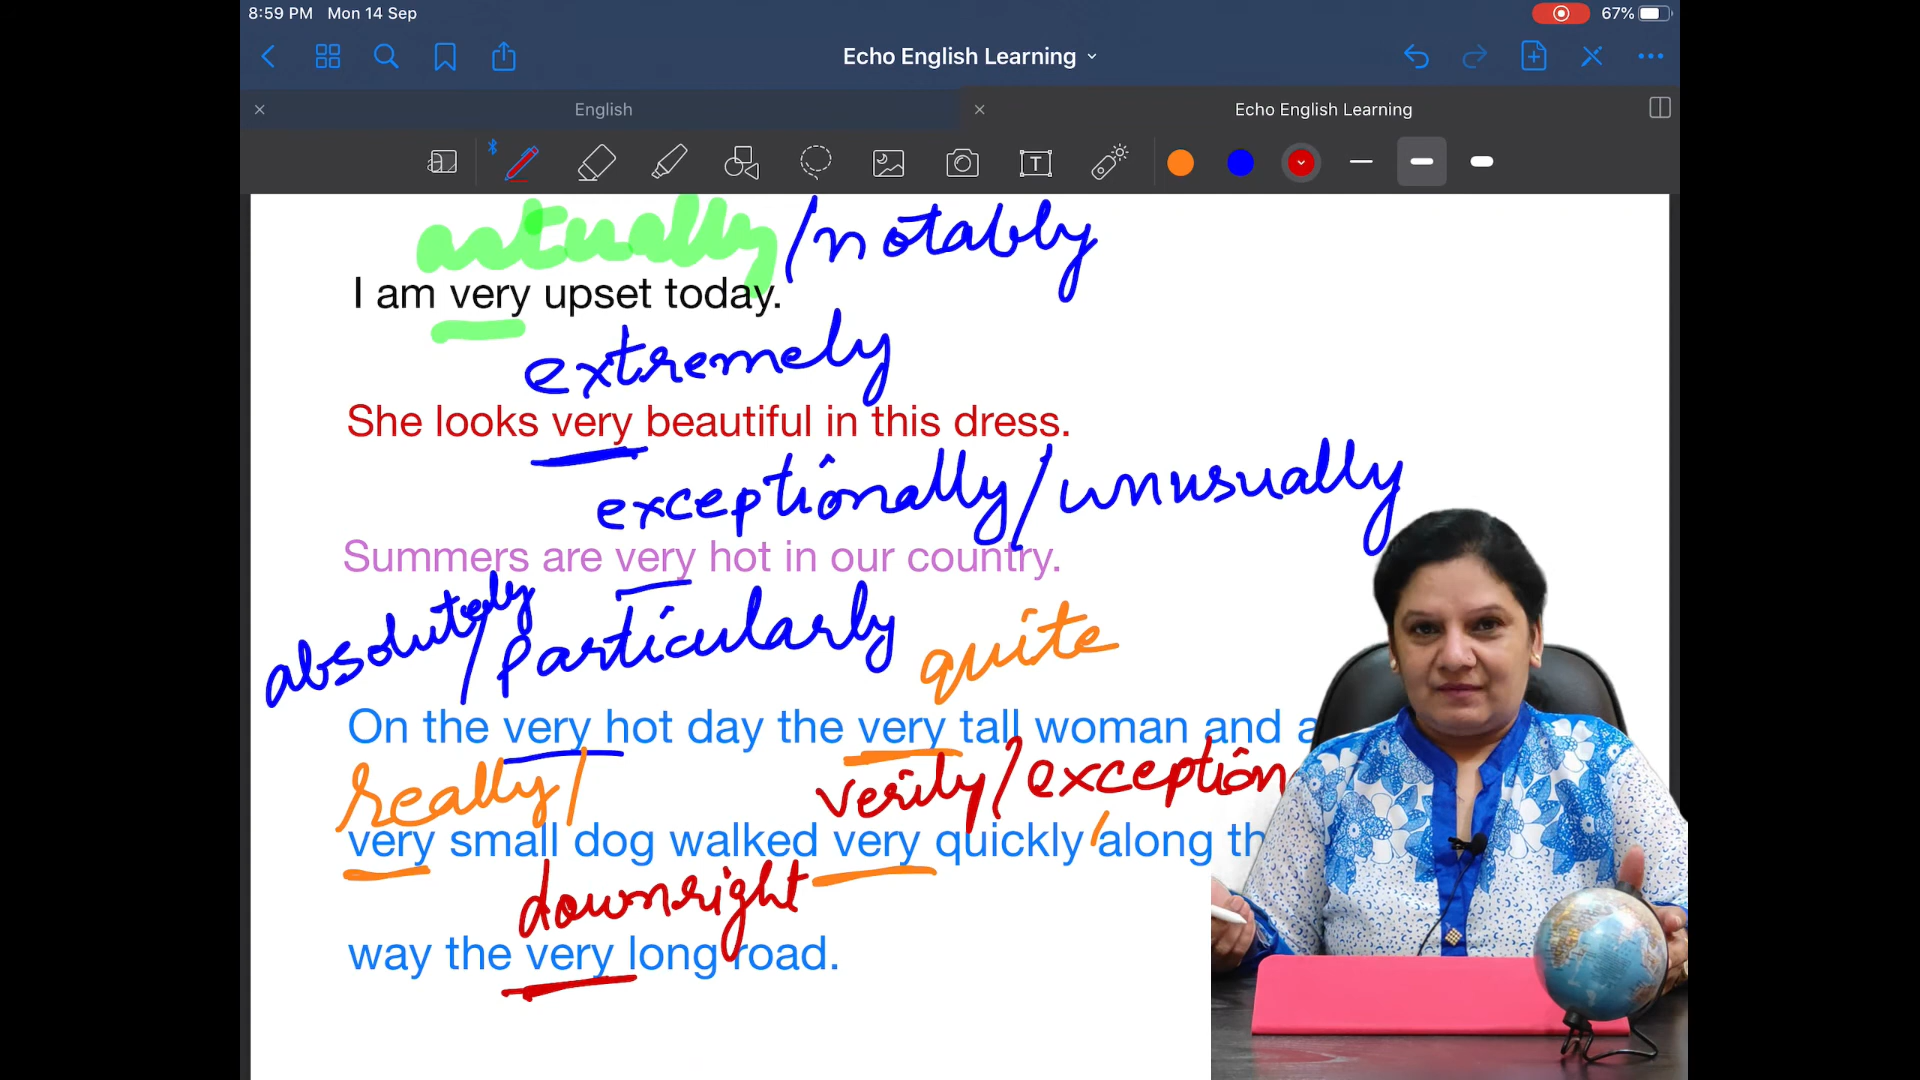 8:59 PM Mon 14 Sep 67%
Echo English Learning
English Echo English Learning
T
actually/notably
I am very upset today.
extremely
She looks very beautiful in this dress.
exceptionally/unusually
Summers are very hot in our country.
absolutely/particularly quite
On the very hot day the very tall woman and a
really/ verily/exception
very small dog walked very quickly along th
downright
way the very long road.